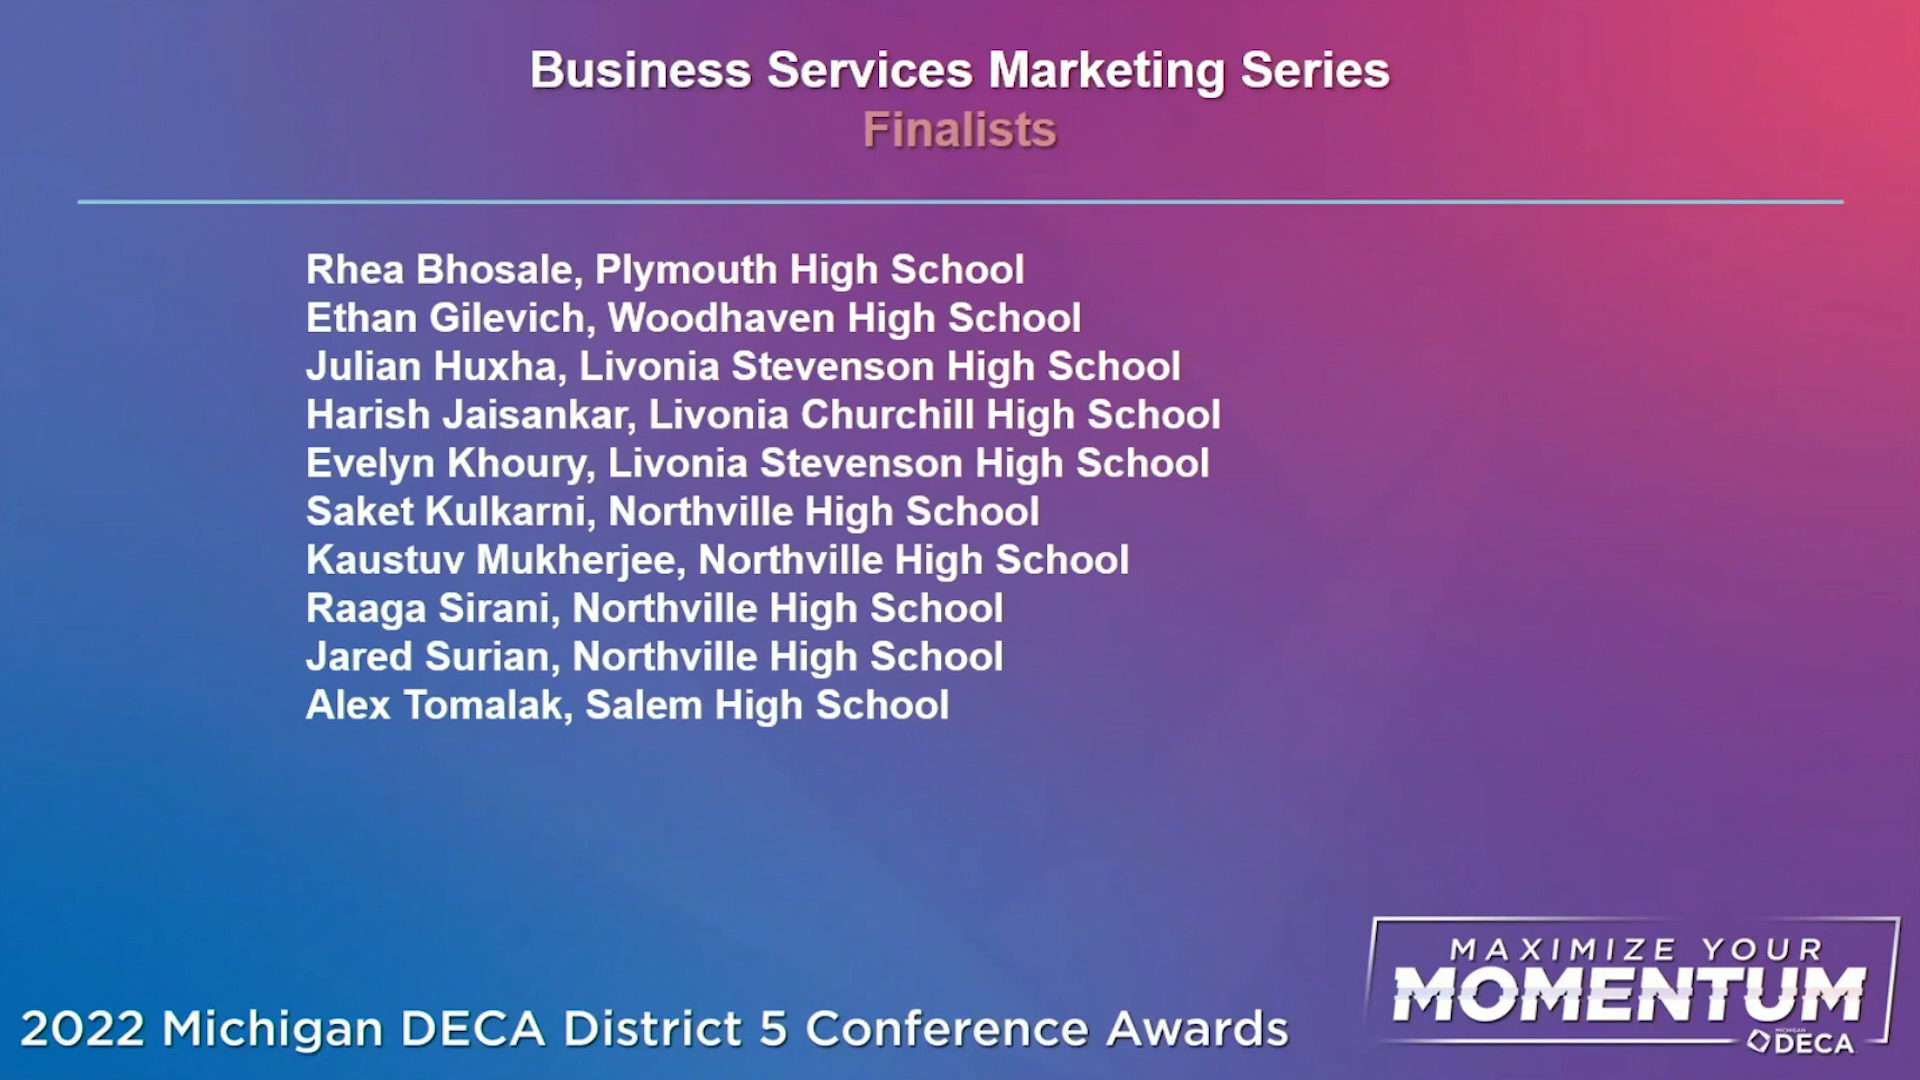 Business Services Marketing Series
Finalists
Rhea Bhosale, Plymouth High School
Ethan Gilevich, Woodhaven High School
Julian Huxha, Livonia Stevenson High School
Harish Jaisankar, Livonia Churchill High School
Evelyn Khoury, Livonia Stevenson High School
Saket Kulkarni, Northville High School
Kaustuv Mukherjee, Northville High School
Raaga Sirani, Northville High School
Jared Surian, Northville High School
Alex Tomalak, Salem High School
2022 Michigan DECA District 5 Conference Awards
MAXIMIZE YOUR
MOMENTUM
MICHIGAN
DECA